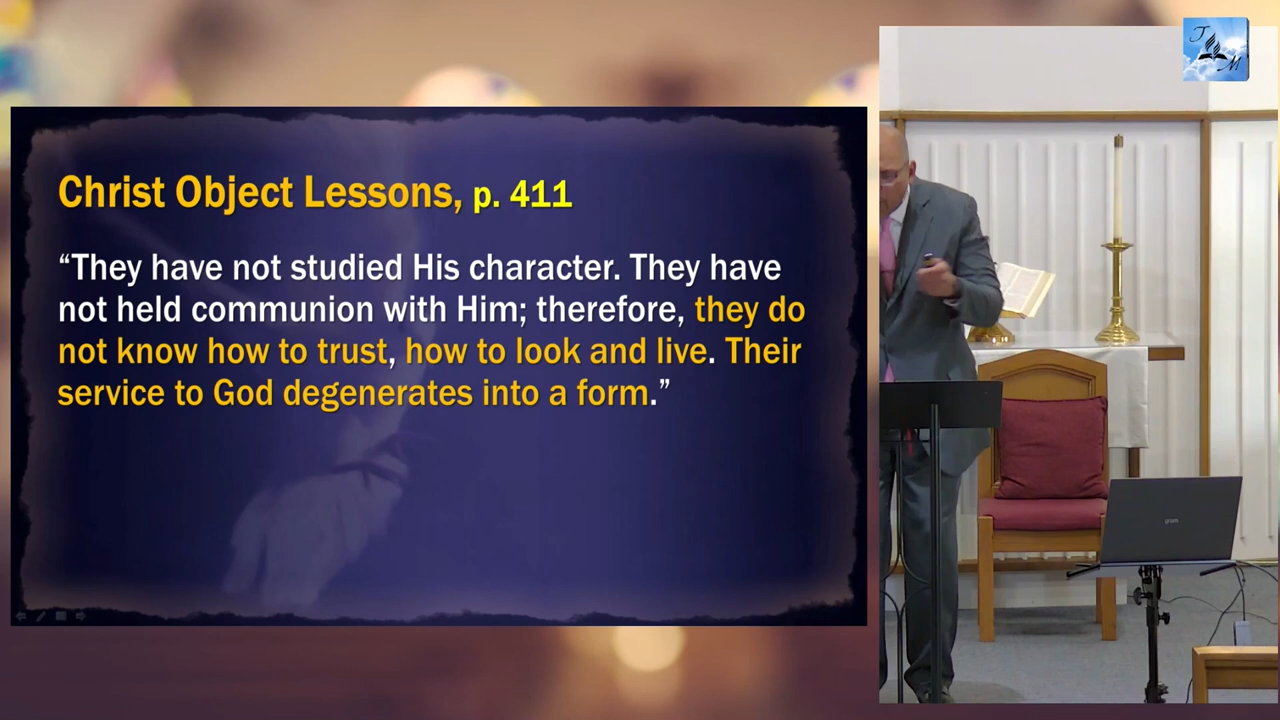 Christ Object Lessons, p. 411
“They have not studied His character. They have
not held communion with Him; therefore, they do
not know how to trust, how to look and live. Their
service to God degenerates into a form.”
J
M
gram